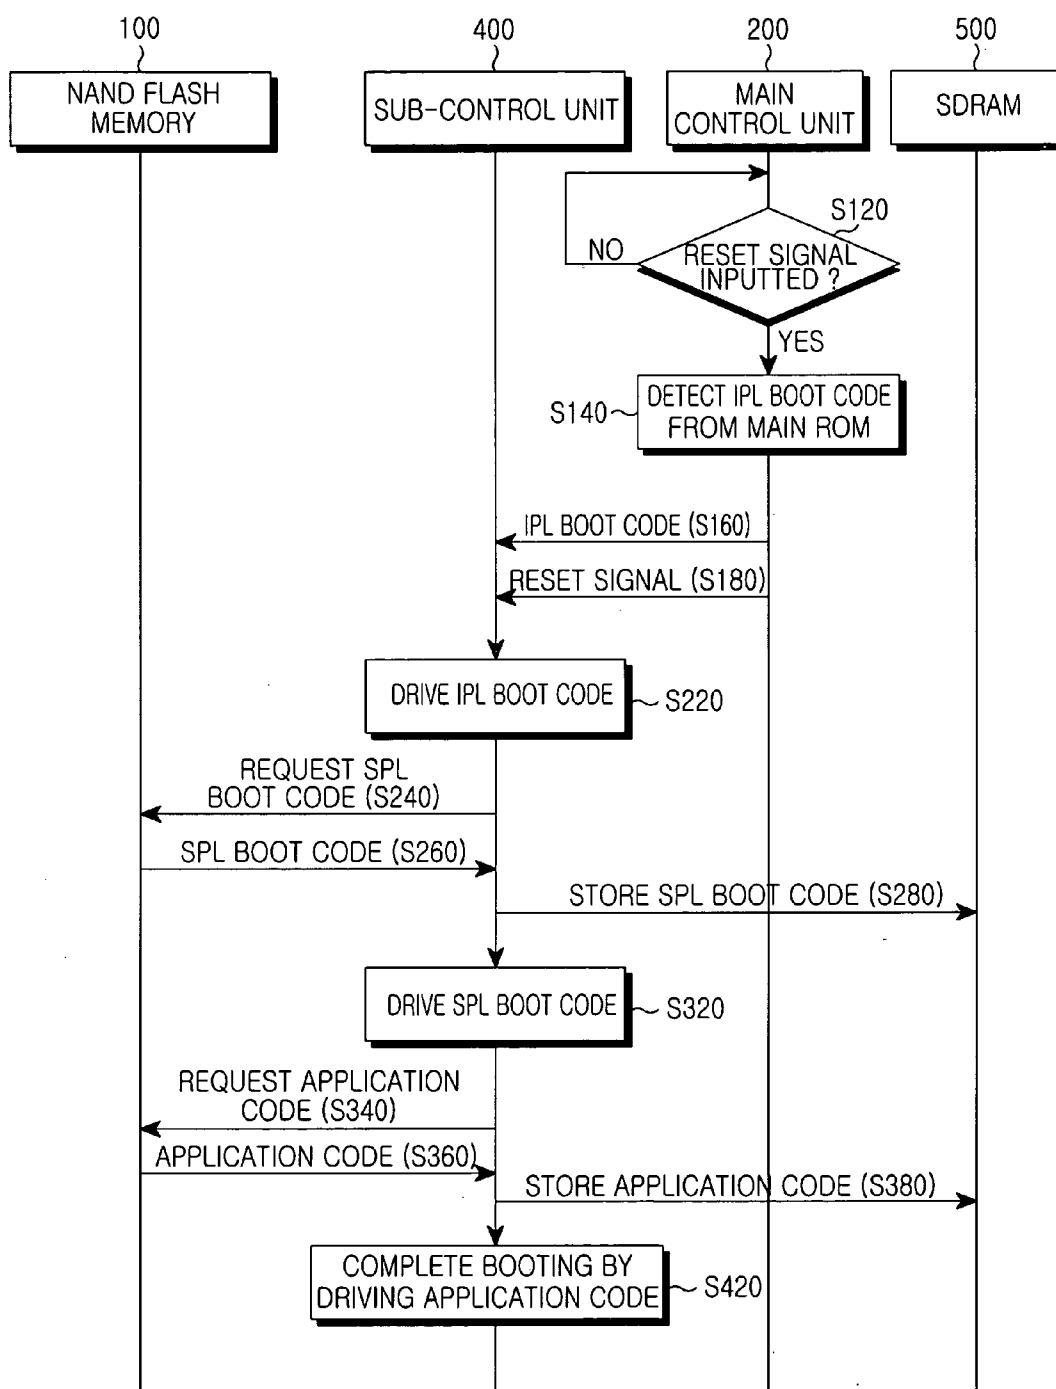 100
400
200
500
NAND FLASH
MEMORY
SUB-CONTROL UNIT
MAIN
CONTROL UNIT
SDRAM
S120
NO
RESET SIGNAL
INPUTTED ?
YES
S140
DETECT IPL BOOT CODE
FROM MAIN ROM
IPL BOOT CODE (S160)
RESET SIGNAL (S180)
DRIVE IPL BOOT CODE
S220
REQUEST SPL
BOOT CODE (S240)
SPL BOOT CODE (S260)
STORE SPL BOOT CODE (S280)
DRIVE SPL BOOT CODE
S320
REQUEST APPLICATION
CODE (S340)
APPLICATION CODE (S360)
STORE APPLICATION CODE (S380)
COMPLETE BOOTING BY
DRIVING APPLICATION CODE
S420